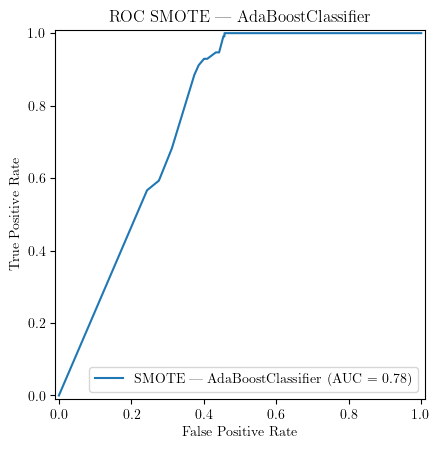 ROC SMOTE — AdaBoostClassifier
1.0
0.8
0.6
0.4
0.2
0.0
True Positive Rate
SMOTE — AdaBoostClassifier (AUC = 0.78)
0.0 0.2 0.4 0.6 0.8 1.0
False Positive Rate